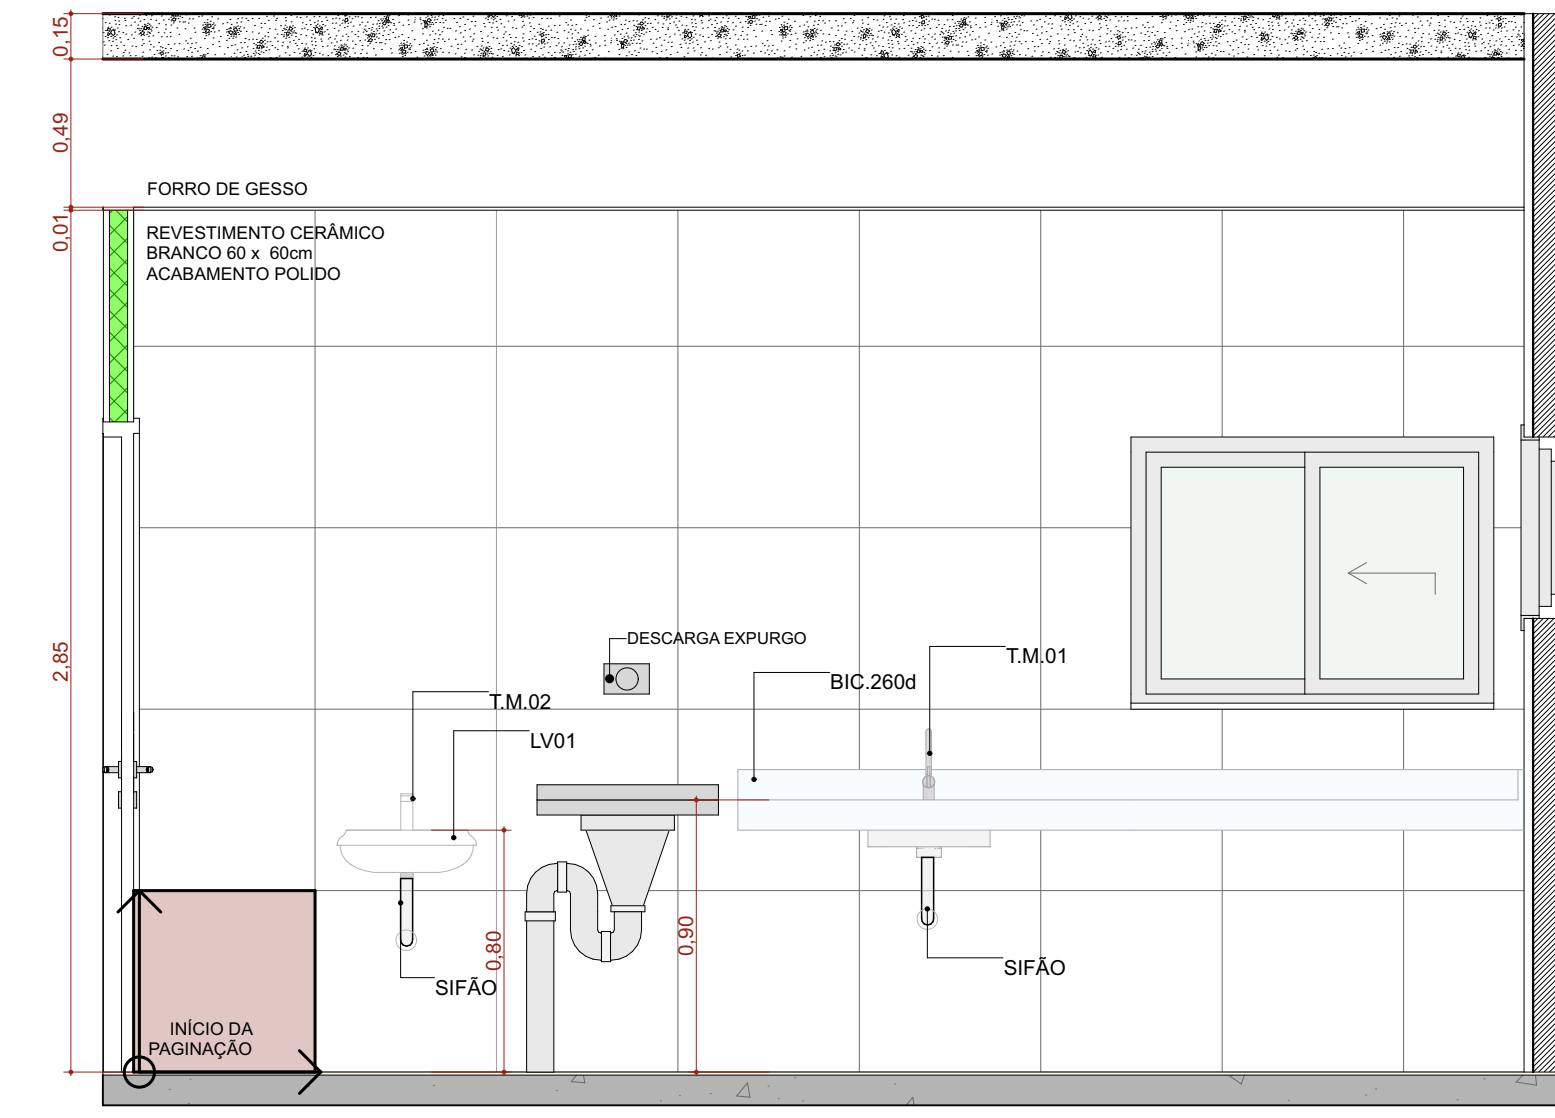 0,15
0,49
FORRO DE GESSO
0,01
REVESTIMENTO CERÂMICO
BRANCO 60 x 60cm
ACABAMENTO POLIDO
2,85
DESCARGA EXPURGO
T.M.01
BIC.260d
T.M.02
LV01
0,80
0,90
SIFÃO
SIFÃO
INÍCIO DA
PAGINAÇÃO